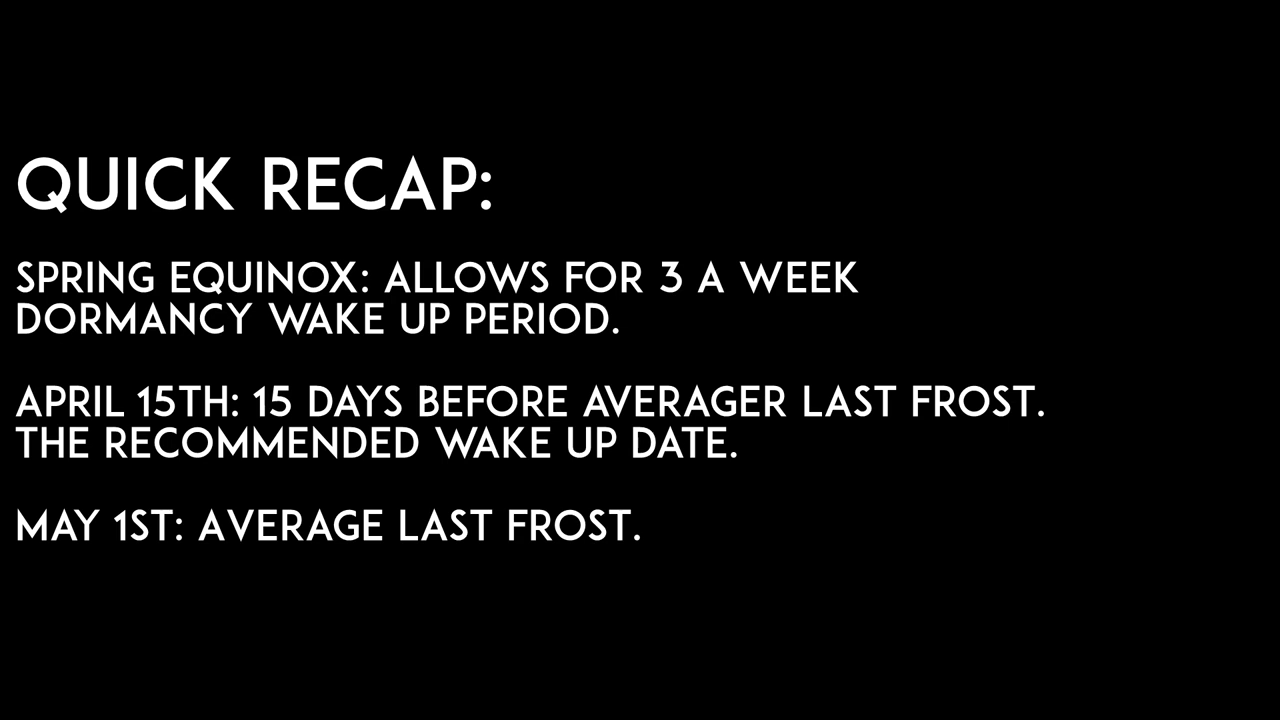 QUICK RECAP:
SPRING EQUINOX: ALLOWS FOR 3 A WEEK
DORMANCY WAKE UP PERIOD.
APRIL 15TH: 15 DAYS BEFORE AVERAGER LAST FROST.
THE RECOMMENDED WAKE UP DATE.
MAY 1ST: AVERAGE LAST FROST.